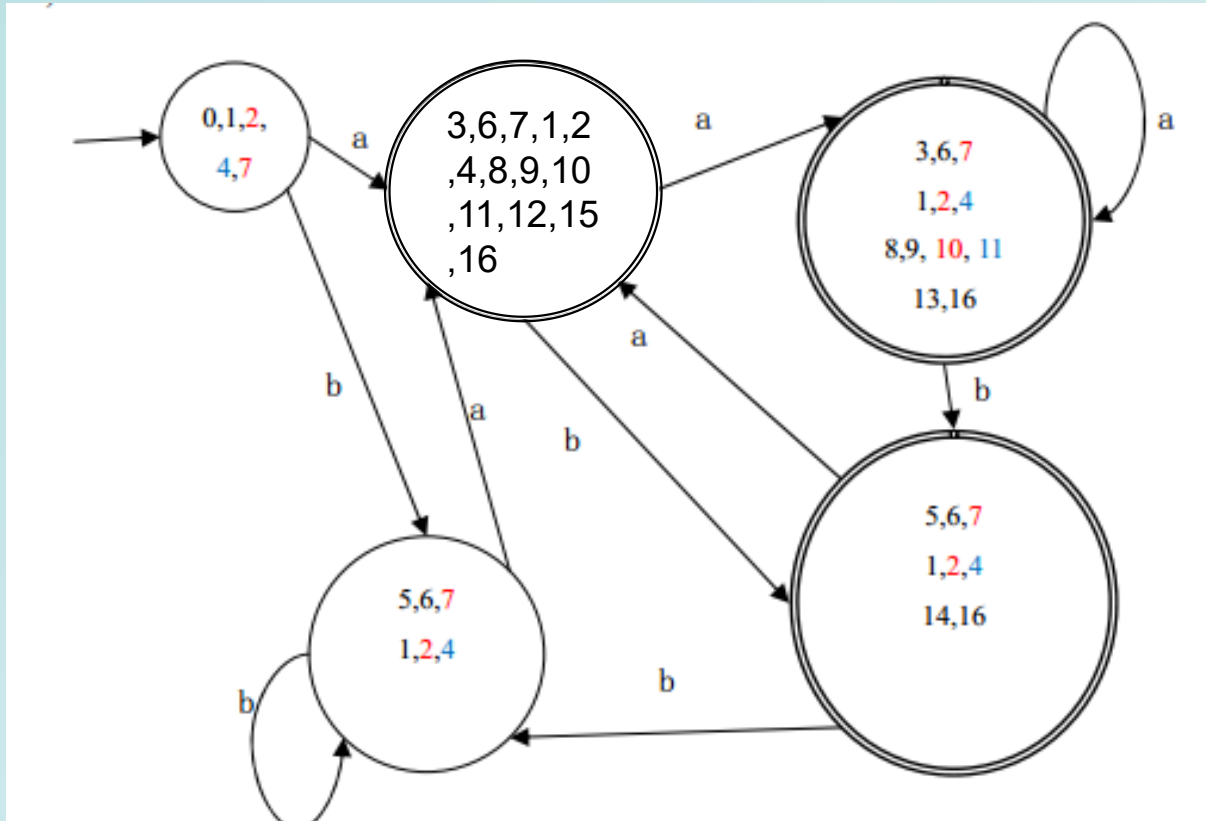 0,1,2,
4,7
a
3,6,7,1,2
,4,8,9,10
,11,12,15
,16
a
3,6,7
1,2,4
8,9, 10, 11
13,16
a
b
a
b
a
b
5,6,7
1,2,4
14,16
5,6,7
1,2,4
b
b